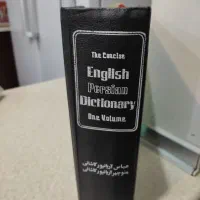 The Concise
English
Persian
Dictionary
One Volume
عباس آریانپور کاشانی
منوچهر آریانپور کاشانی